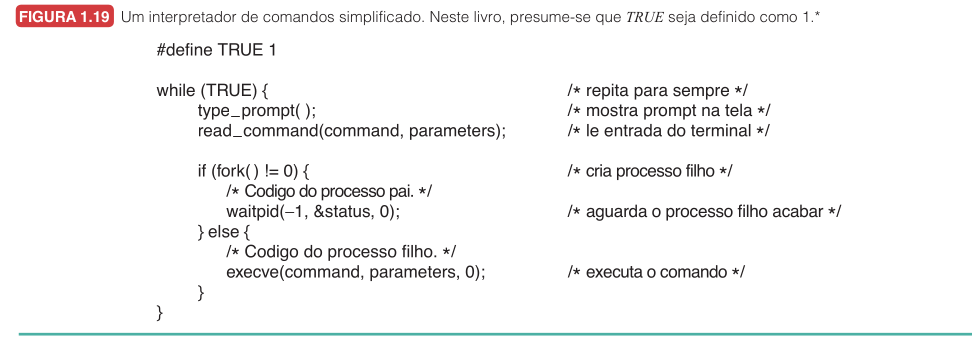 FIGURA 1.19 Um interpretador de comandos simplificado. Neste livro, presume-se que TRUE seja definido como 1.*
#define TRUE 1
while (TRUE) { /* repita para sempre */
type_prompt( ); /* mostra prompt na tela */
read_command(command, parameters); /* le entrada do terminal */
if (fork( ) != 0) { /* cria processo filho */
/* Codigo do processo pai. */
waitpid(−1, &status, 0); /* aguarda o processo filho acabar */
} else {
/* Codigo do processo filho. */
execve(command, parameters, 0); /* executa o comando */
}
}